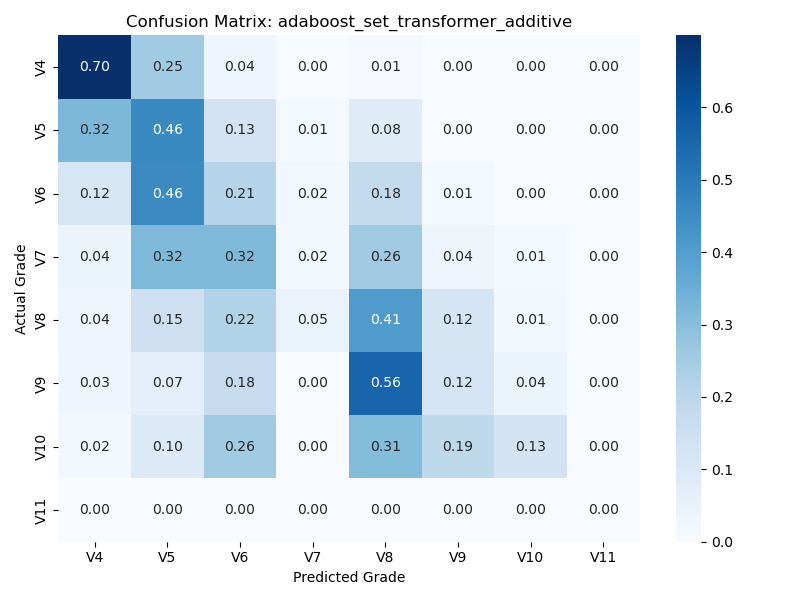 Confusion Matrix: adaboost_set_transformer_additive
V4 0.70 0.25 0.04 0.00 0.01 0.00 0.00 0.00
V5 0.32 0.46 0.13 0.01 0.08 0.00 0.00 0.00
V6 0.12 0.46 0.21 0.02 0.18 0.01 0.00 0.00
V7 0.04 0.32 0.32 0.02 0.26 0.04 0.01 0.00
V8 0.04 0.15 0.22 0.05 0.41 0.12 0.01 0.00
V9 0.03 0.07 0.18 0.00 0.56 0.12 0.04 0.00
V10 0.02 0.10 0.26 0.00 0.31 0.19 0.13 0.00
V11 0.00 0.00 0.00 0.00 0.00 0.00 0.00 0.00
V4 V5 V6 V7 V8 V9 V10 V11
Predicted Grade
Actual Grade
0.6
0.5
0.4
0.3
0.2
0.1
0.0